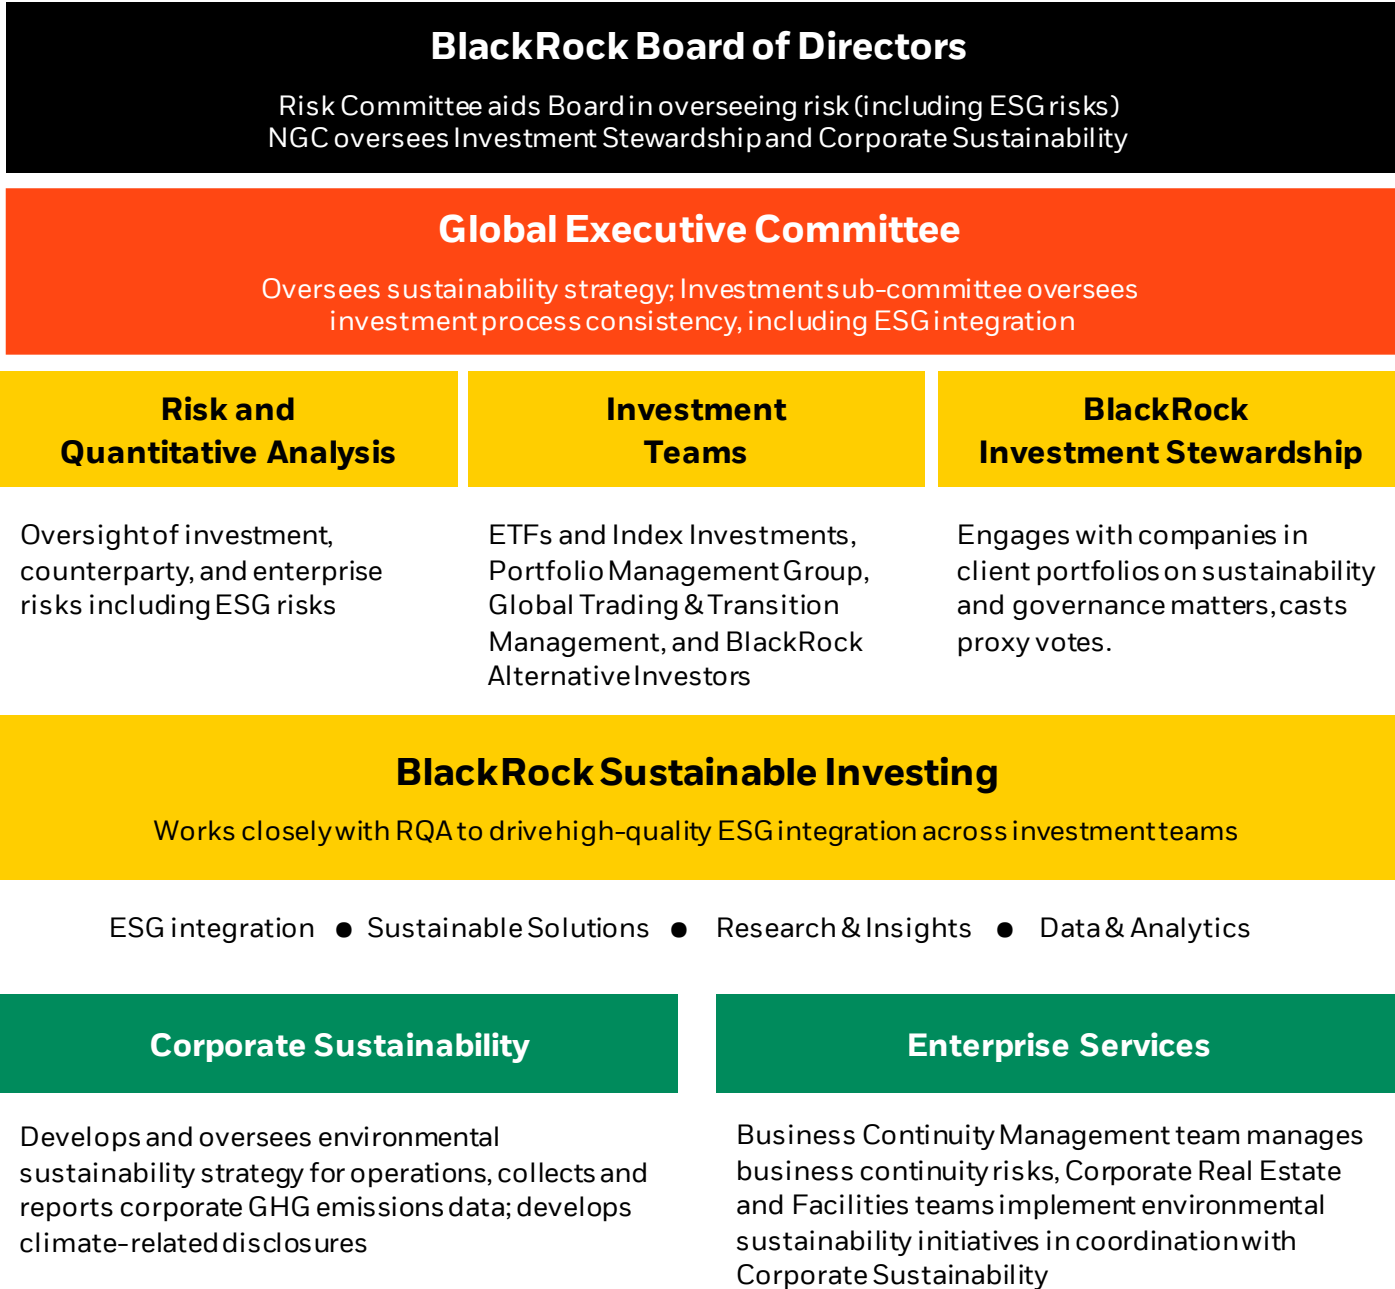 BlackRock Board of Directors
Risk Committee aids Board in overseeing risk (including ESG risks)
NGC oversees Investment Stewardship and Corporate Sustainability
Global Executive Committee
Oversees sustainability strategy; Investment sub-committee oversees
investment process consistency, including ESG integration
Risk and
Quantitative Analysis
Oversight of investment,
counterparty, and enterprise
risks including ESG risks
Investment
Teams
ETFs and Index Investments,
Portfolio Management Group,
Global Trading & Transition
Management, and BlackRock
Alternative Investors
BlackRock
Investment Stewardship
Engages with companies in
client portfolios on sustainability
and governance matters, casts
proxy votes.
BlackRock Sustainable Investing
Works closely with RQA to drive high-quality ESG integration across investment teams
ESG integration ● Sustainable Solutions ● Research & Insights ● Data & Analytics
Corporate Sustainability
Develops and oversees environmental
sustainability strategy for operations, collects and
reports corporate GHG emissions data; develops
climate-related disclosures
Enterprise Services
Business Continuity Management team manages
business continuity risks, Corporate Real Estate
and Facilities teams implement environmental
sustainability initiatives in coordination with
Corporate Sustainability